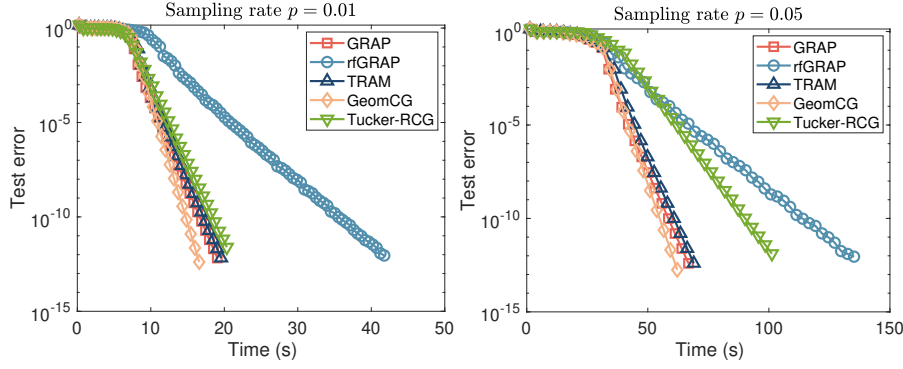 Sampling rate p = 0.01
Test error
10^0
10^-5
10^-10
10^-15
0
10
20
30
40
50
Time (s)
GRAP
rfGRAP
TRAM
GeomCG
Tucker-RCG
Sampling rate p = 0.05
Test error
10^0
10^-5
10^-10
10^-15
0
50
100
150
Time (s)
GRAP
rfGRAP
TRAM
GeomCG
Tucker-RCG